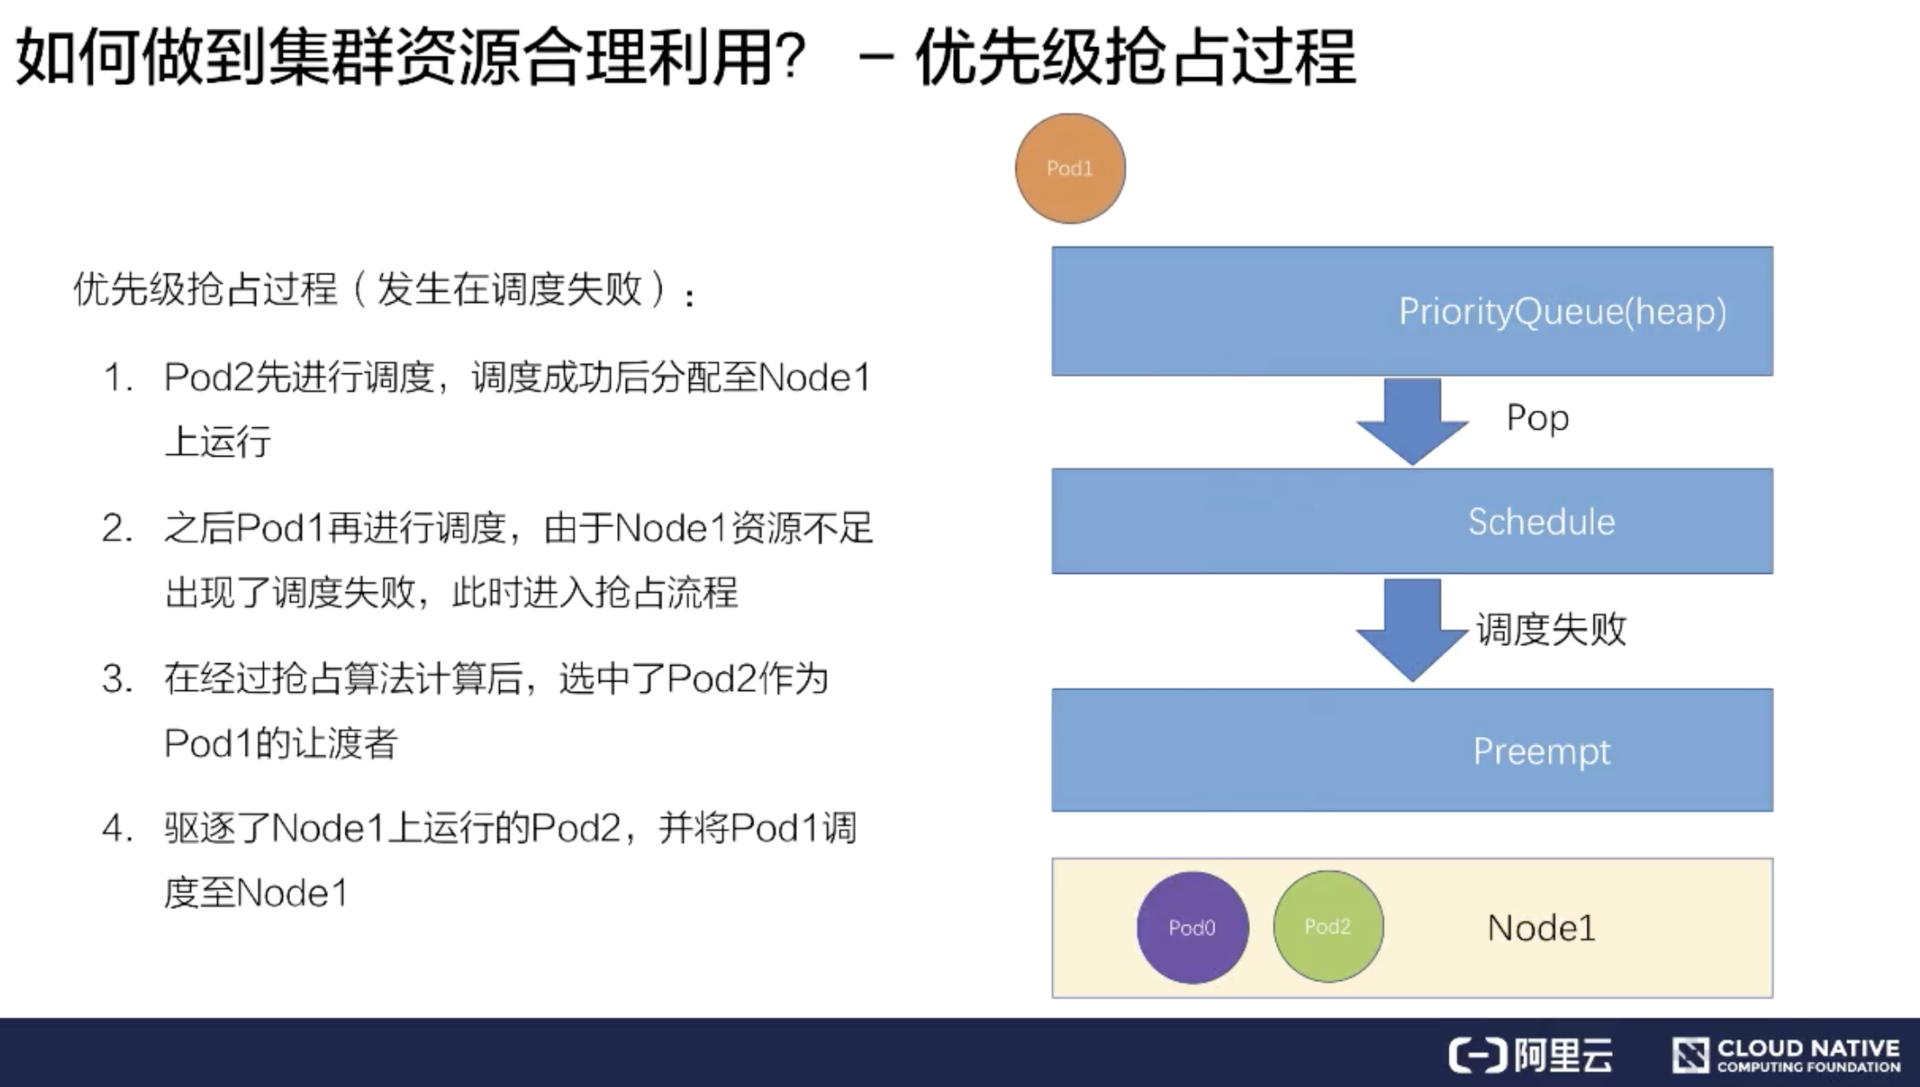 如何做到集群资源合理利用? – 优先级抢占过程
Pod1
优先级抢占过程（发生在调度失败）:
1. Pod2先进行调度，调度成功后分配至Node1
上运行
2. 之后Pod1再进行调度，由于Node1资源不足
出现了调度失败，此时进入抢占流程
3. 在经过抢占算法计算后，选中了Pod2作为
Pod1的让渡者
4. 驱逐了Node1上运行的Pod2，并将Pod1调
度至Node1
PriorityQueue(heap)
Pop
Schedule
调度失败
Preempt
Pod0
Pod2
Node1
阿里云
CLOUD NATIVE
COMPUTING FOUNDATION